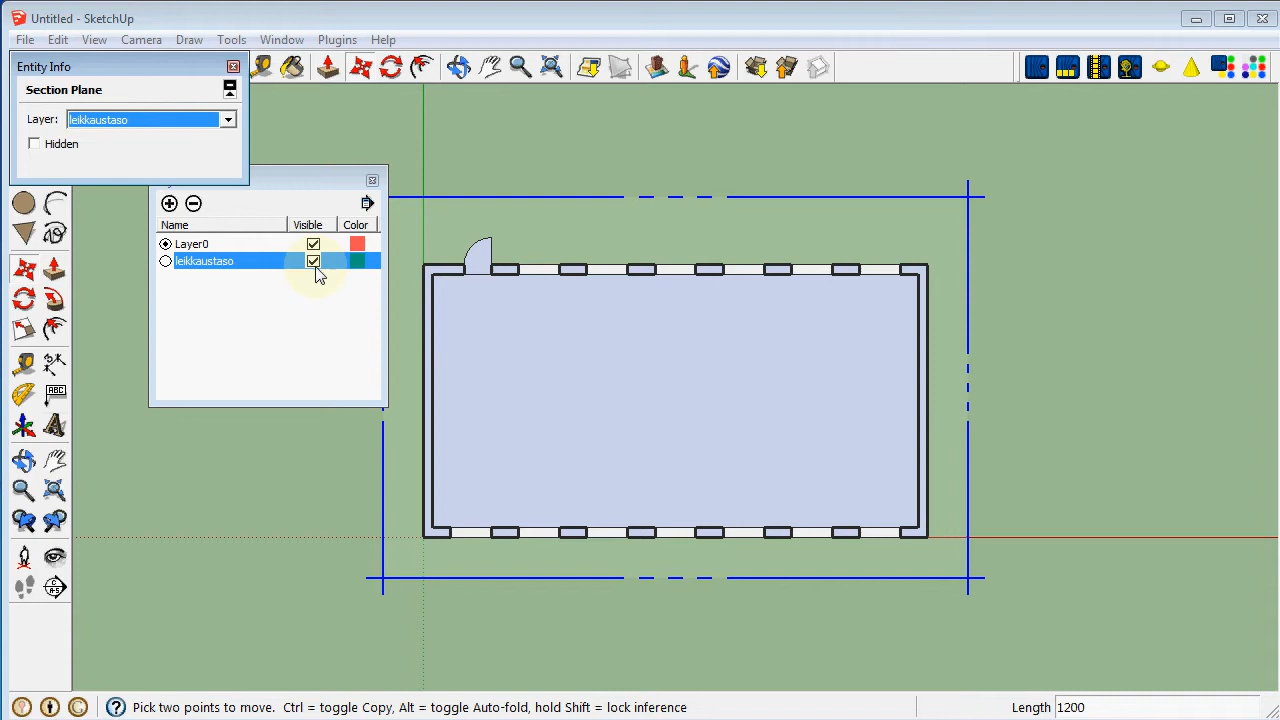 Untitled - SketchUp
File Edit View Camera Draw Tools Window Plugins Help
Entity Info
Section Plane
Layer: leikkaustaso
Hidden
Name Visible Color
Layer0
leikkaustaso
ABC
A
C
A-5
Pick two points to move. Ctrl = toggle Copy, Alt = toggle Auto-fold, hold Shift = lock inference
Length 1200